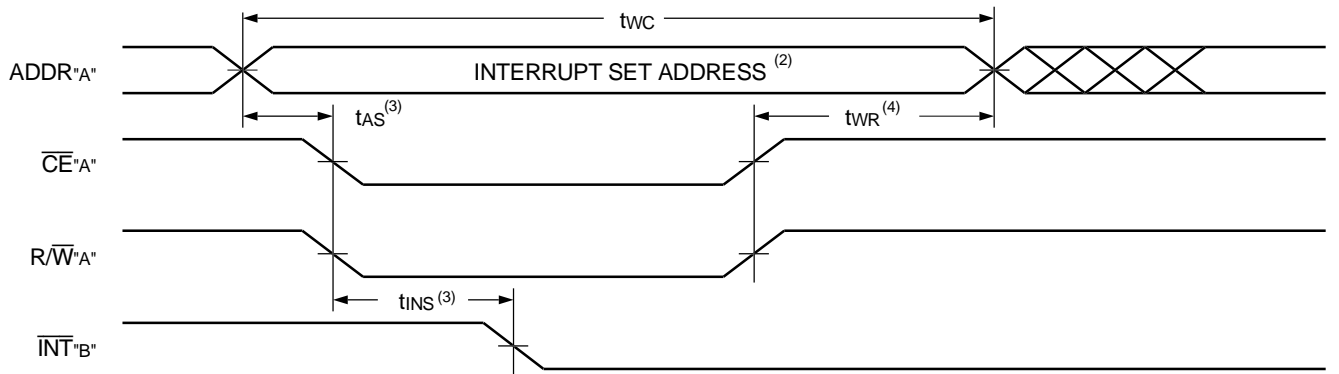 tWC
ADDR"A"
INTERRUPT SET ADDRESS (2)
tAS(3)
tWR(4)
CE"A"
R/W"A"
tINS(3)
INT"B"